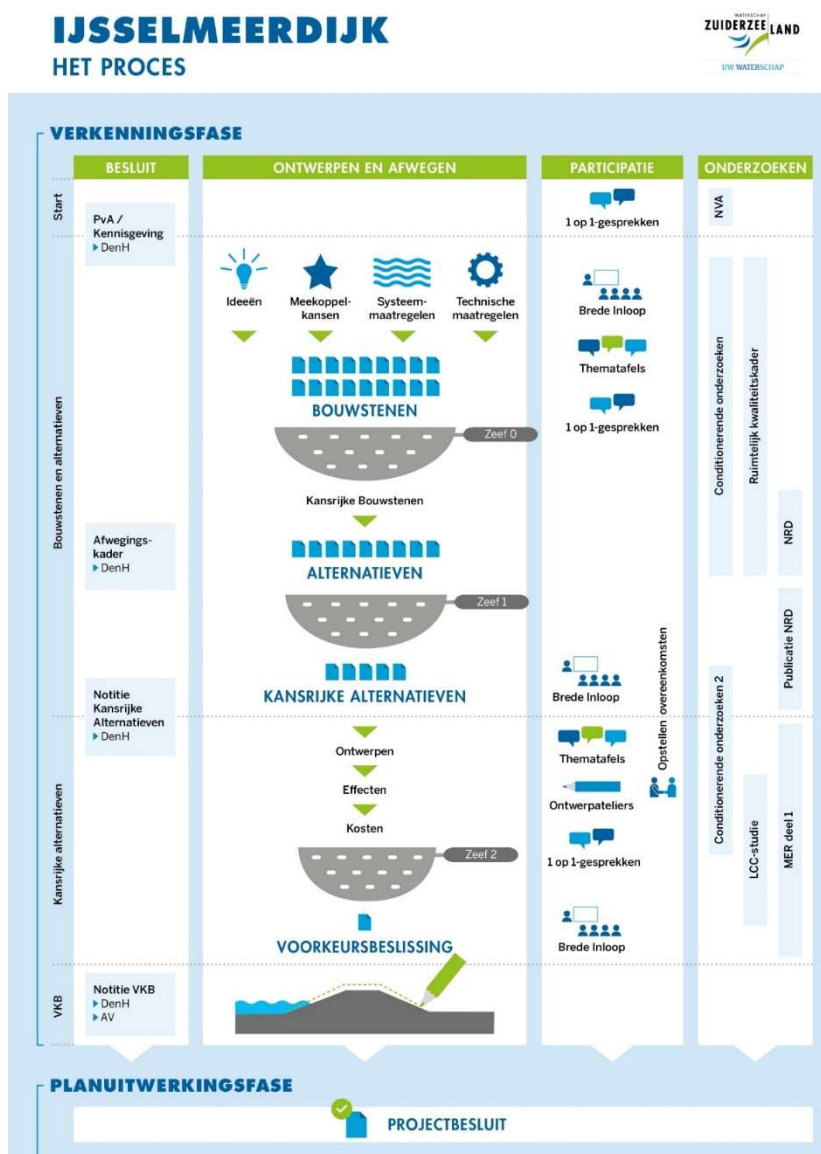 IJSSELMEERDIJK
HET PROCES
WATERSCHAP
ZUIDERZEELAND
UW WATERSCHAP
VERKENNINGSFASE
BESLUIT
ONTWERPEN EN AFWEGEN
PARTICIPATIE
ONDERZOEKEN
Start
PvA /
Kennisgeving
DenH
1 op 1-gesprekken
NVA
Bouwstenen en alternatieven
Ideeën
Meekoppel-
kansen
Systeem-
maatregelen
Technische
maatregelen
BOUWSTENEN
Zeef 0
Kansrijke Bouwstenen
Afwegings-
kader
DenH
ALTERNATIEVEN
Zeef 1
Notitie
Kansrijke
Alternatieven
DenH
KANSRIJKE ALTERNATIEVEN
Brede Inloop
Thematafels
1 op 1-gesprekken
Brede Inloop
Opstellen overeenkomsten
Conditionerende onderzoeken
Ruimtelijk kwaliteitskader
NRD
Publicatie NRD
Conditionerende onderzoeken 2
Kansrijke alternatieven
Ontwerpen
Effecten
Kosten
Zeef 2
VOORKEURSBESLISSING
Thematafels
Ontwerpateliers
1 op 1-gesprekken
Brede Inloop
LCC-studie
MER deel 1
VKB
Notitie VKB
DenH
AV
PLANUITWERKINGSFASE
PROJECTBESLUIT